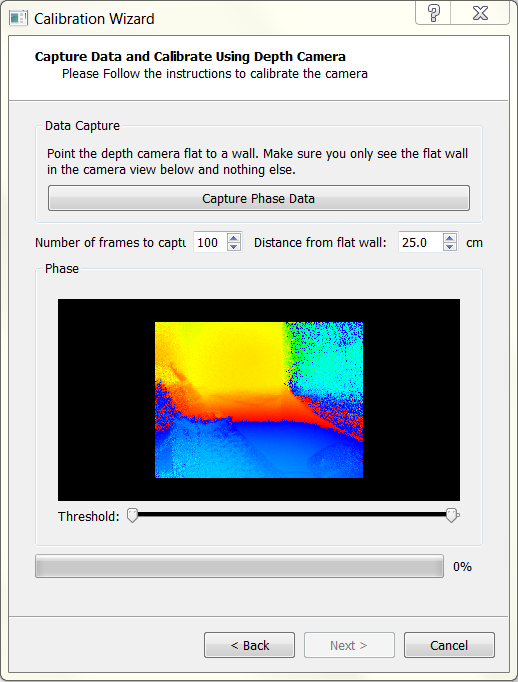 Calibration Wizard
Capture Data and Calibrate Using Depth Camera
Please Follow the instructions to calibrate the camera
Data Capture
Point the depth camera flat to a wall. Make sure you only see the flat wall
in the camera view below and nothing else.
Capture Phase Data
Number of frames to captu 100 Distance from flat wall: 25.0 cm
Phase
Threshold:
0%
< Back Next > Cancel